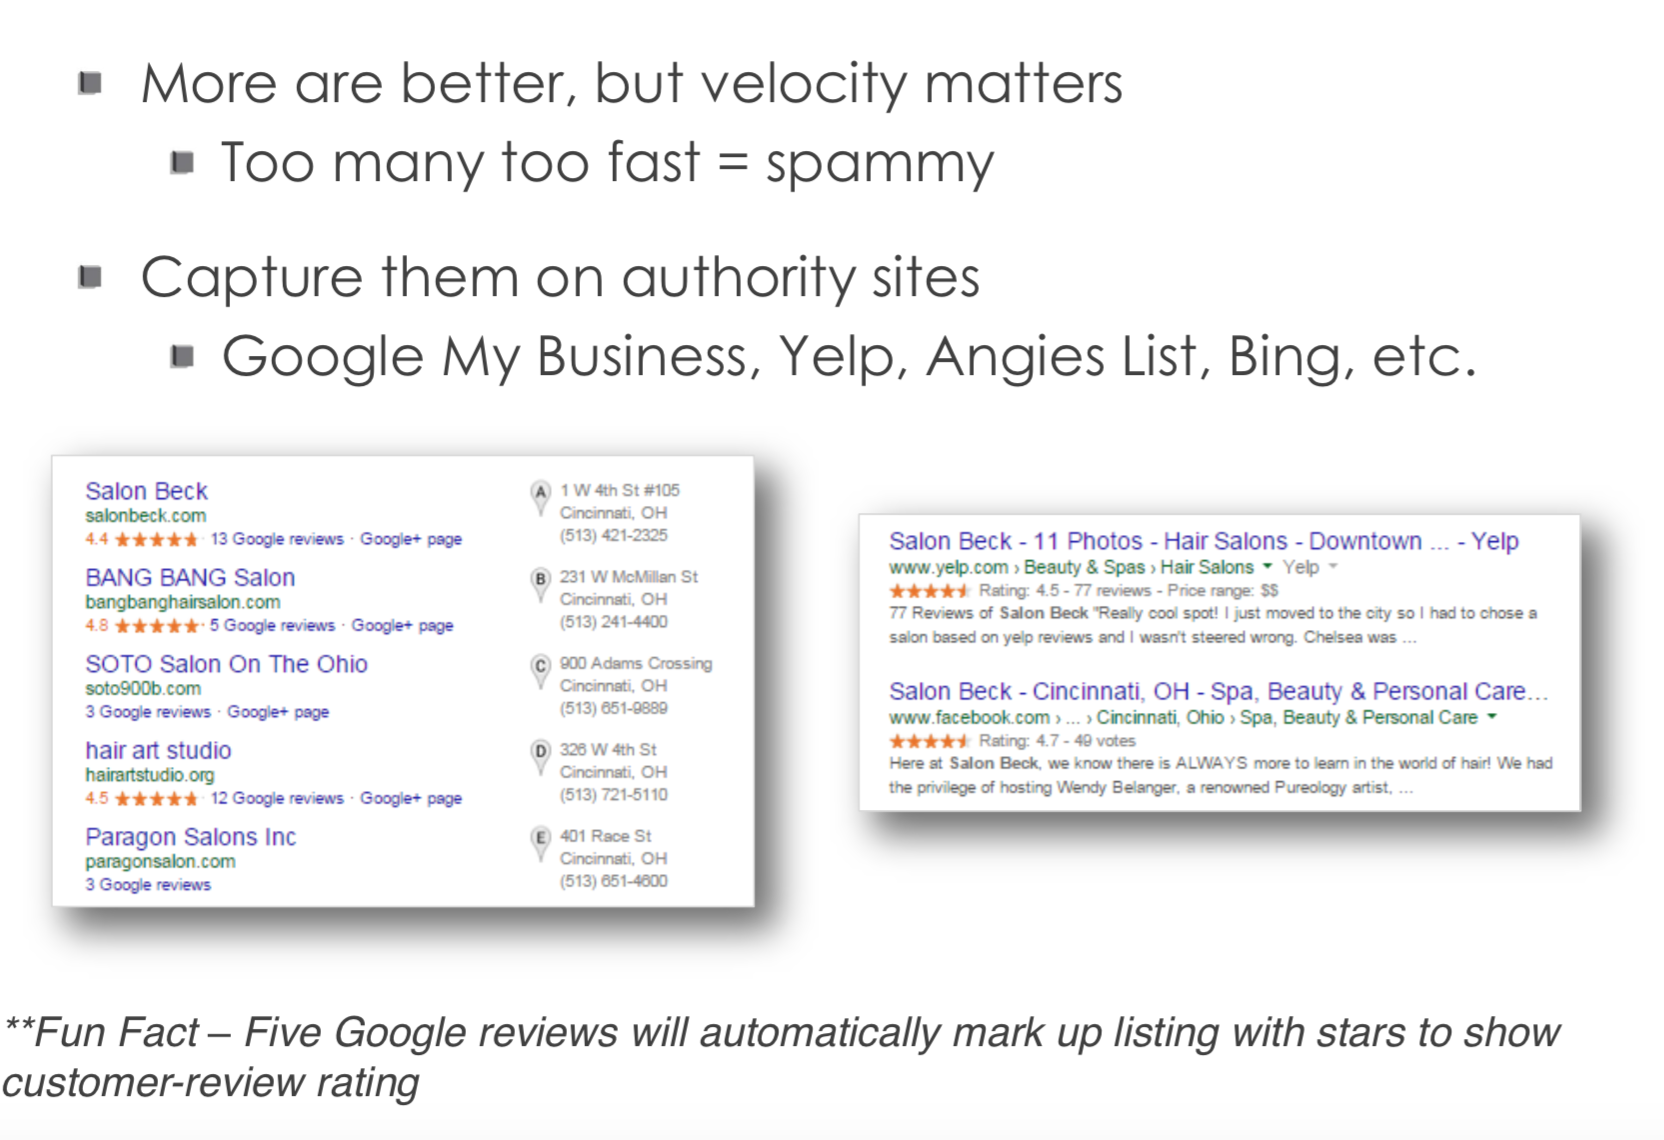 More are better, but velocity matters
Too many too fast = spammy
Capture them on authority sites
Google My Business, Yelp, Angies List, Bing, etc.
Salon Beck
salonbeck.com
4.4 13 Google reviews · Google+ page
A 1 W 4th St #105
Cincinnati, OH
(513) 421-2325
BANG BANG Salon
bangbanghairsalon.com
4.8 · 5 Google reviews · Google+ page
B 231 W McMillan St
Cincinnati, OH
(513) 241-4400
SOTO Salon On The Ohio
soto900b.com
3 Google reviews · Google+ page
C 900 Adams Crossing
Cincinnati, OH
(513) 651-9889
hair art studio
hairartstudio.org
4.5 12 Google reviews · Google+ page
D 326 W 4th St
Cincinnati, OH
(513) 721-5110
Paragon Salons Inc
paragonsalon.com
3 Google reviews
E 401 Race St
Cincinnati, OH
(513) 651-4600
Salon Beck - 11 Photos - Hair Salons - Downtown ... - Yelp
www.yelp.com › Beauty & Spas › Hair Salons ▾ Yelp ▾
Rating: 4.5 - 77 reviews - Price range: $$
77 Reviews of Salon Beck "Really cool spot! I just moved to the city so I had to chose a
salon based on yelp reviews and I wasn't steered wrong. Chelsea was ...
Salon Beck - Cincinnati, OH - Spa, Beauty & Personal Care...
www.facebook.com › ... › Cincinnati, Ohio › Spa, Beauty & Personal Care ▾
Rating: 4.7 - 49 votes
Here at Salon Beck, we know there is ALWAYS more to learn in the world of hair! We had
the privilege of hosting Wendy Belanger, a renowned Pureology artist, ...
**Fun Fact – Five Google reviews will automatically mark up listing with stars to show
customer-review rating